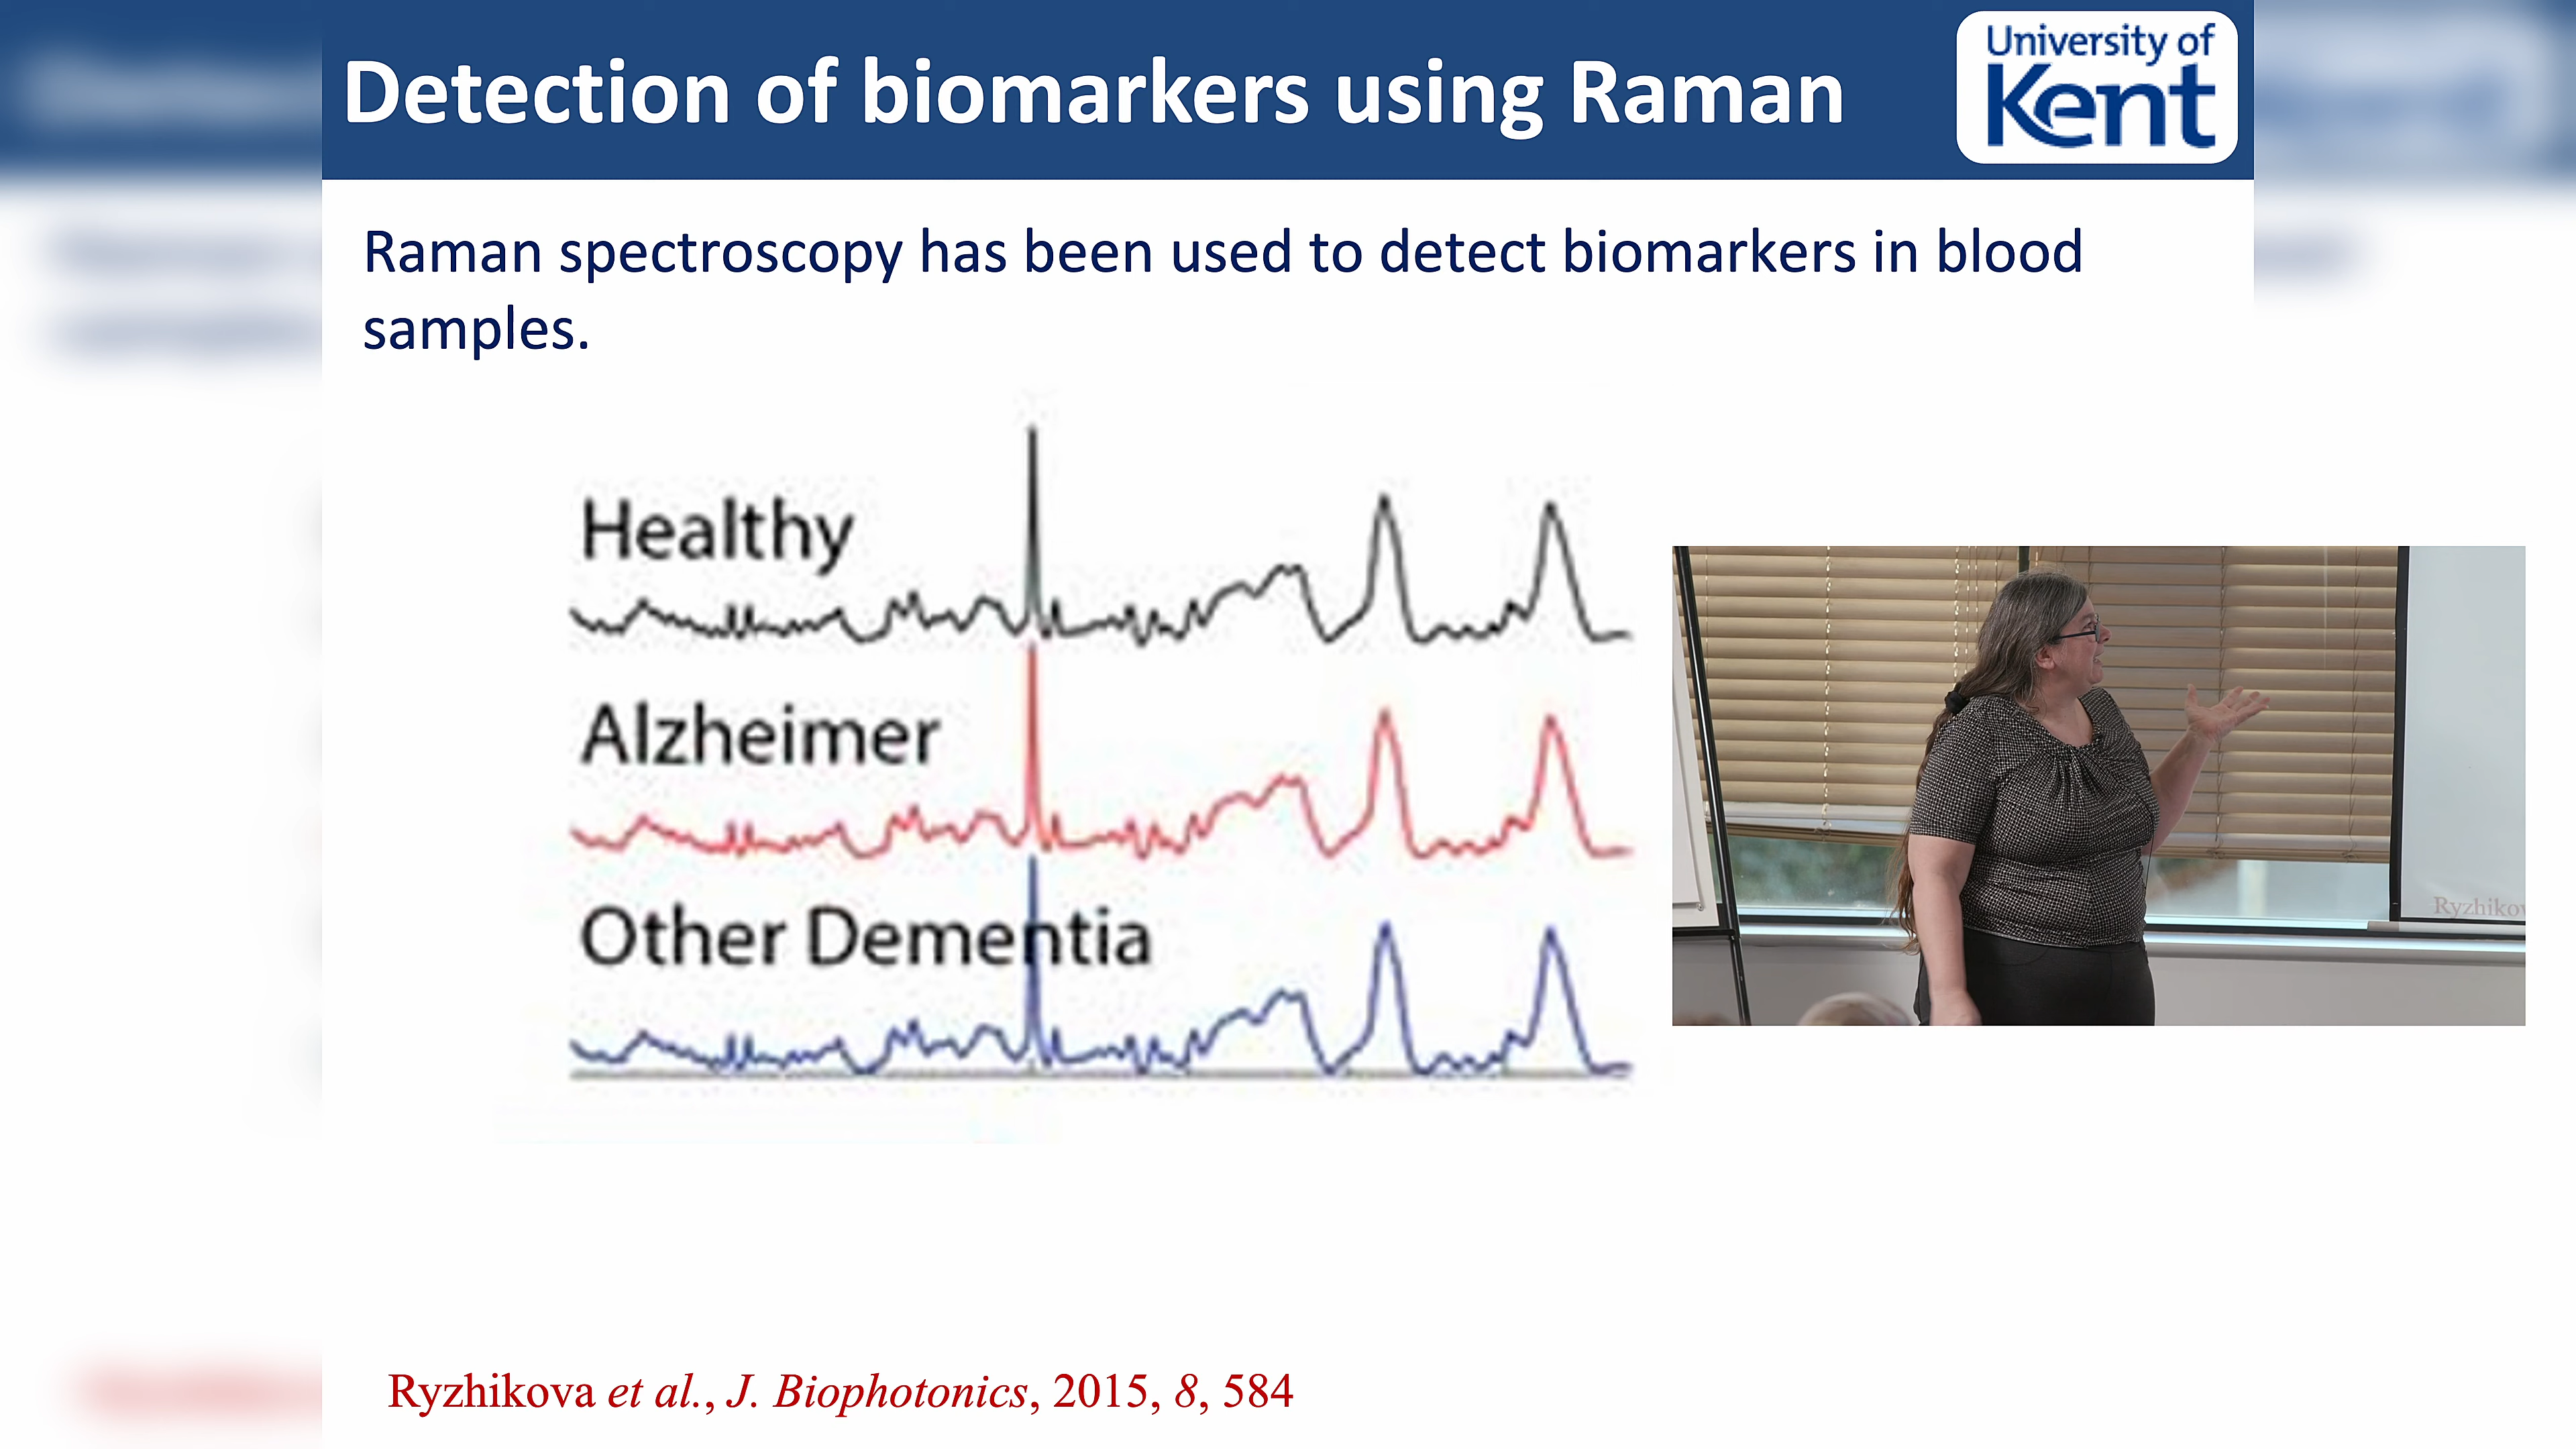 Detection of biomarkers using Raman
University of
Kent
Raman spectroscopy has been used to detect biomarkers in blood
samples.
Healthy
Alzheimer
Other Dementia
Ryzhikova et al., J. Biophotonics, 2015, 8, 584